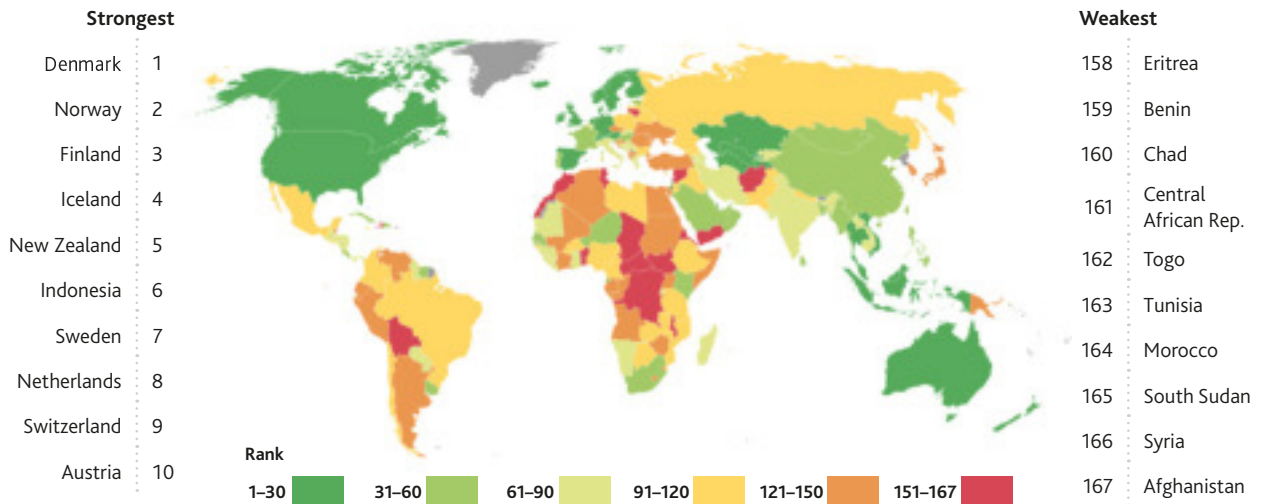 Strongest
Denmark 1
Norway 2
Finland 3
Iceland 4
New Zealand 5
Indonesia 6
Sweden 7
Netherlands 8
Switzerland 9
Austria 10
Weakest
158 Eritrea
159 Benin
160 Chad
161 Central
African Rep.
162 Togo
163 Tunisia
164 Morocco
165 South Sudan
166 Syria
167 Afghanistan
Rank
1–30 31–60 61–90 91–120 121–150 151–167